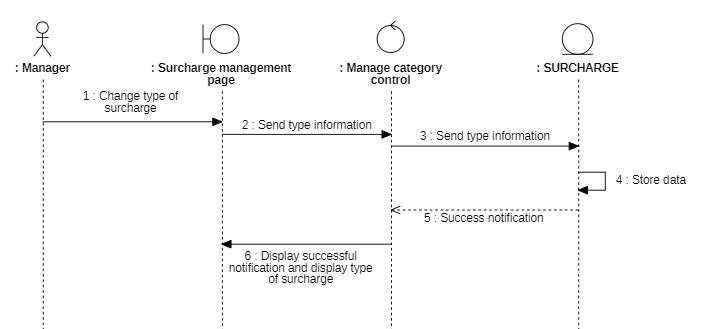 : Manager
: Surcharge management
page
: Manage category
control
: SURCHARGE
1 : Change type of
surcharge
2 : Send type information
3 : Send type information
4 : Store data
5 : Success notification
6 : Display successful
notification and display type
of surcharge